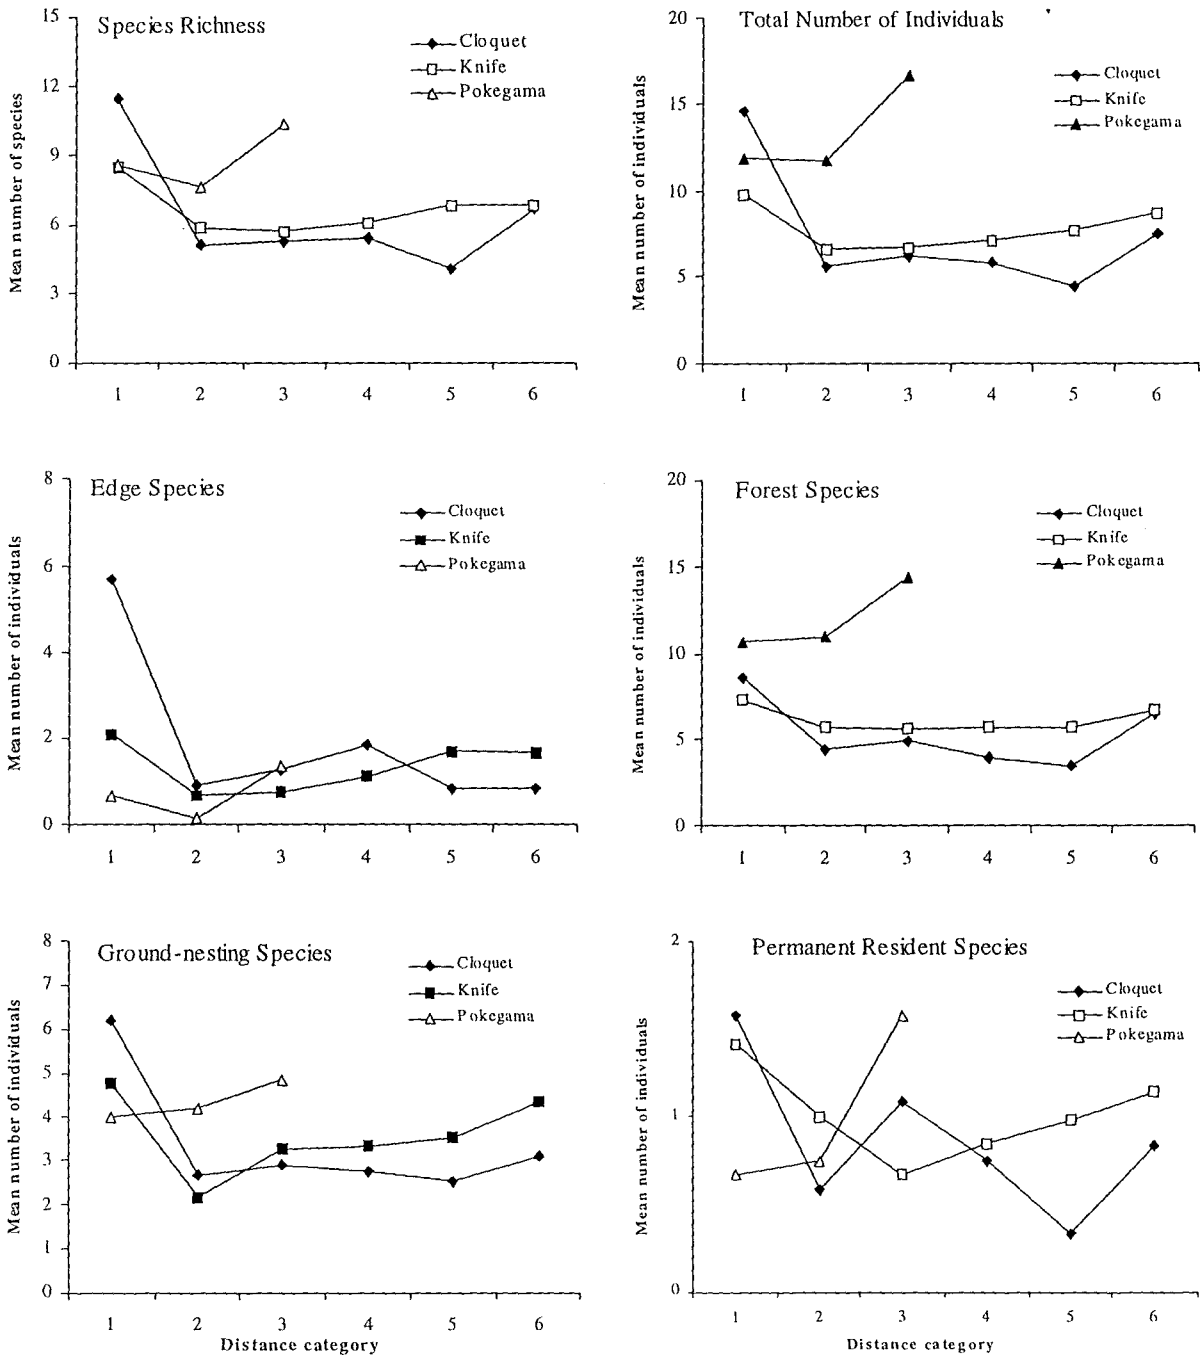 Species Richness
Cloquet
Knife
Pokegama
Mean number of species
15
12
9
6
3
0
1 2 3 4 5 6
Total Number of Individuals
Cloquet
Knife
Pokegama
Mean number of individuals
20
15
10
5
0
1 2 3 4 5 6
Edge Species
Cloquet
Knife
Pokegama
Mean number of individuals
8
6
4
2
0
1 2 3 4 5 6
Forest Species
Cloquet
Knife
Pokegama
Mean number of individuals
20
15
10
5
0
1 2 3 4 5 6
Ground-nesting Species
Cloquet
Knife
Pokegama
Mean number of individuals
8
7
6
5
4
3
2
1
0
1 2 3 4 5 6
Distance category
Permanent Resident Species
Cloquet
Knife
Pokegama
Mean number of individuals
2
1
0
1 2 3 4 5 6
Distance category